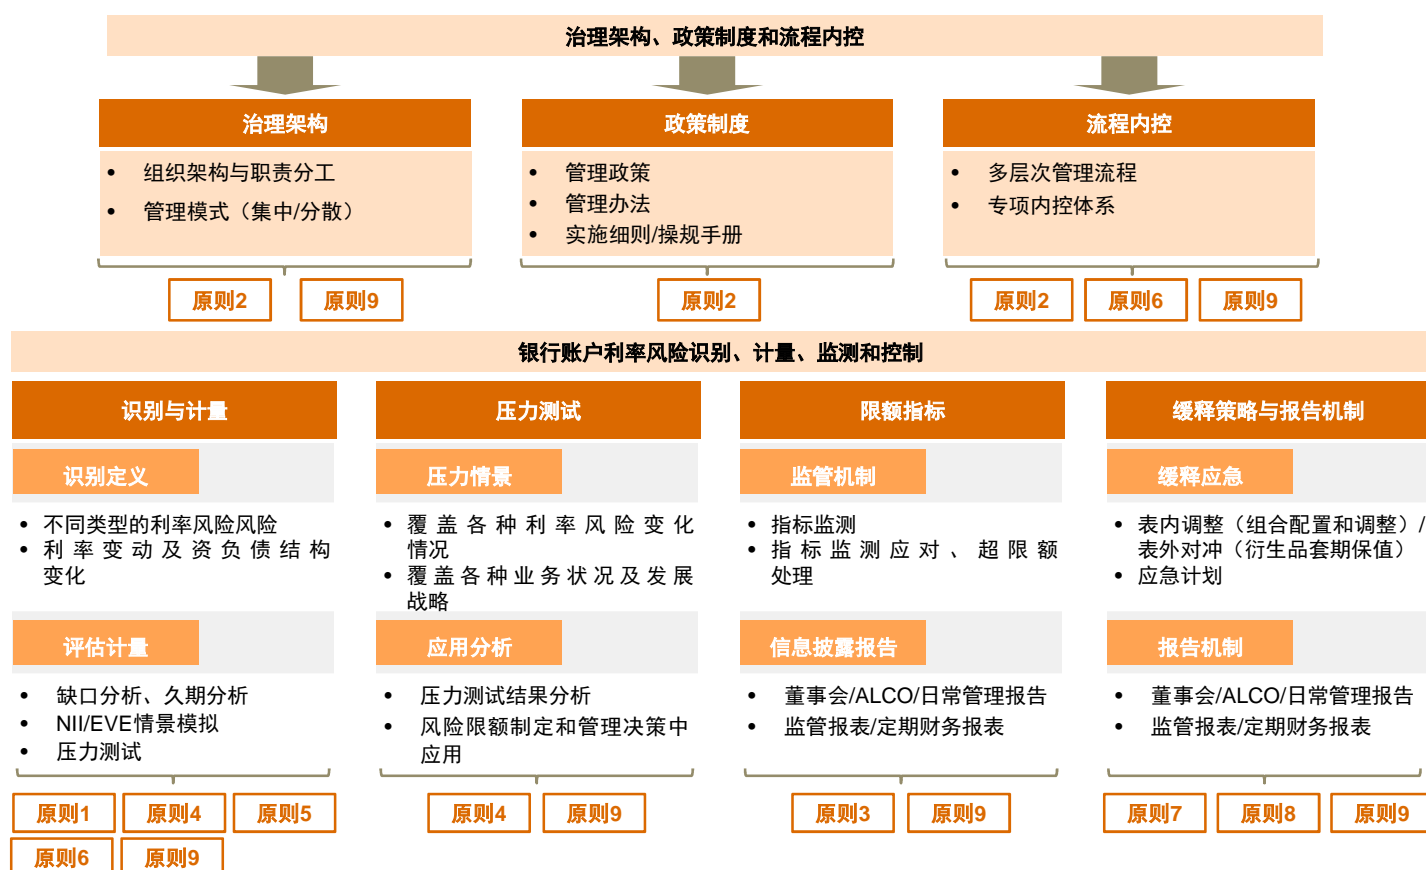 治理架构、政策制度和流程内控
治理架构
• 组织架构与职责分工
• 管理模式（集中/分散）
原则2
原则9
政策制度
• 管理政策
• 管理办法
• 实施细则/操规手册
原则2
流程内控
• 多层次管理流程
• 专项内控体系
原则2
原则6
原则9
银行账户利率风险识别、计量、监测和控制
识别与计量
识别定义
• 不同类型的利率风险风险
• 利率变动及资负债结构
变化
评估计量
• 缺口分析、久期分析
• NII/EVE情景模拟
• 压力测试
原则1
原则4
原则5
原则6
原则9
压力测试
压力情景
• 覆盖各种利率风险变化
情况
• 覆盖各种业务状况及发展
战略
应用分析
• 压力测试结果分析
• 风险限额制定和管理决策中
应用
原则4
原则9
限额指标
监管机制
• 指标监测
• 指标监测应对、超限额
处理
信息披露报告
• 董事会/ALCO/日常管理报告
• 监管报表/定期财务报表
原则3
原则9
缓释策略与报告机制
缓释应急
• 表内调整（组合配置和调整）/
表外对冲（衍生品套期保值）
• 应急计划
报告机制
• 董事会/ALCO/日常管理报告
• 监管报表/定期财务报表
原则7
原则8
原则9